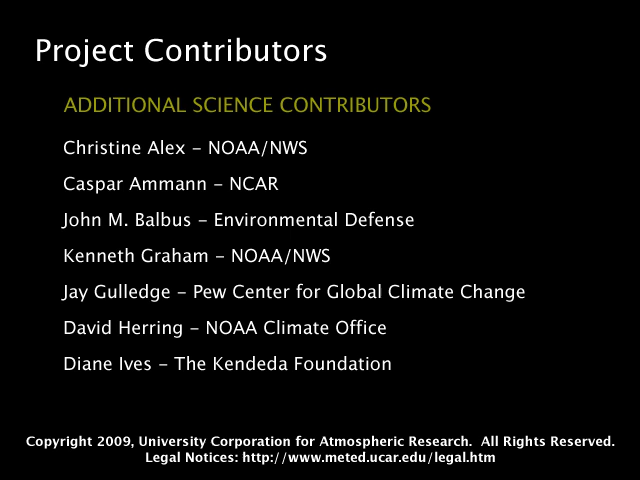 Project Contributors
ADDITIONAL SCIENCE CONTRIBUTORS
Christine Alex – NOAA/NWS
Caspar Ammann – NCAR
John M. Balbus – Environmental Defense
Kenneth Graham – NOAA/NWS
Jay Gulledge – Pew Center for Global Climate Change
David Herring – NOAA Climate Office
Diane Ives – The Kendeda Foundation
Copyright 2009, University Corporation for Atmospheric Research.  All Rights Reserved.
Legal Notices: http://www.meted.ucar.edu/legal.htm